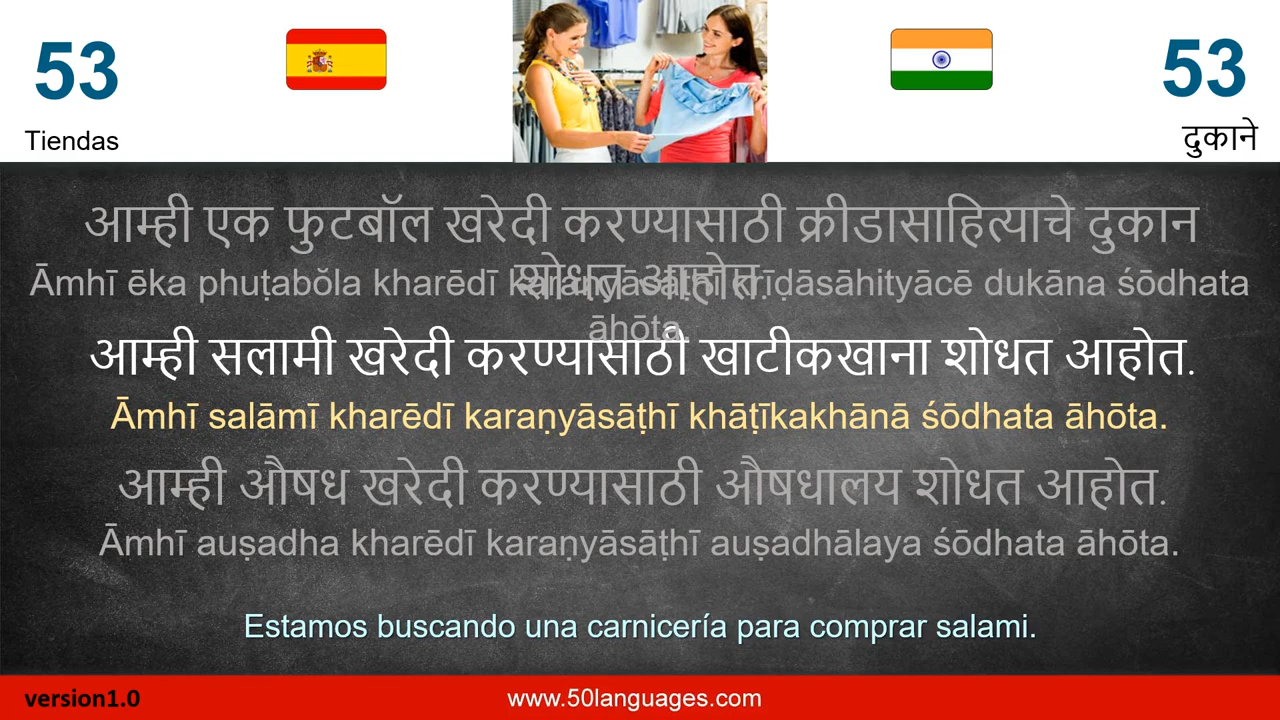 53
53
Tiendas
दुकाने
आम्ही एक फुटबॉल खरेदी करण्यासाठी क्रीडासाहित्याचे दुकान
शोधत आहोत.
Āmhī ēka phuṭabŏla kharēdī karaṇyāsāṭhī krīḍāsāhityācē dukāna śōdhata
āhōta.
आम्ही सलामी खरेदी करण्यासाठी खाटीकखाना शोधत आहोत.
Āmhī salāmī kharēdī karaṇyāsāṭhī khāṭīkakhānā śōdhata āhōta.
आम्ही औषध खरेदी करण्यासाठी औषधालय शोधत आहोत.
Āmhī auṣadha kharēdī karaṇyāsāṭhī auṣadhālaya śōdhata āhōta.
Estamos buscando una carnicería para comprar salami.
version1.0
www.50languages.com